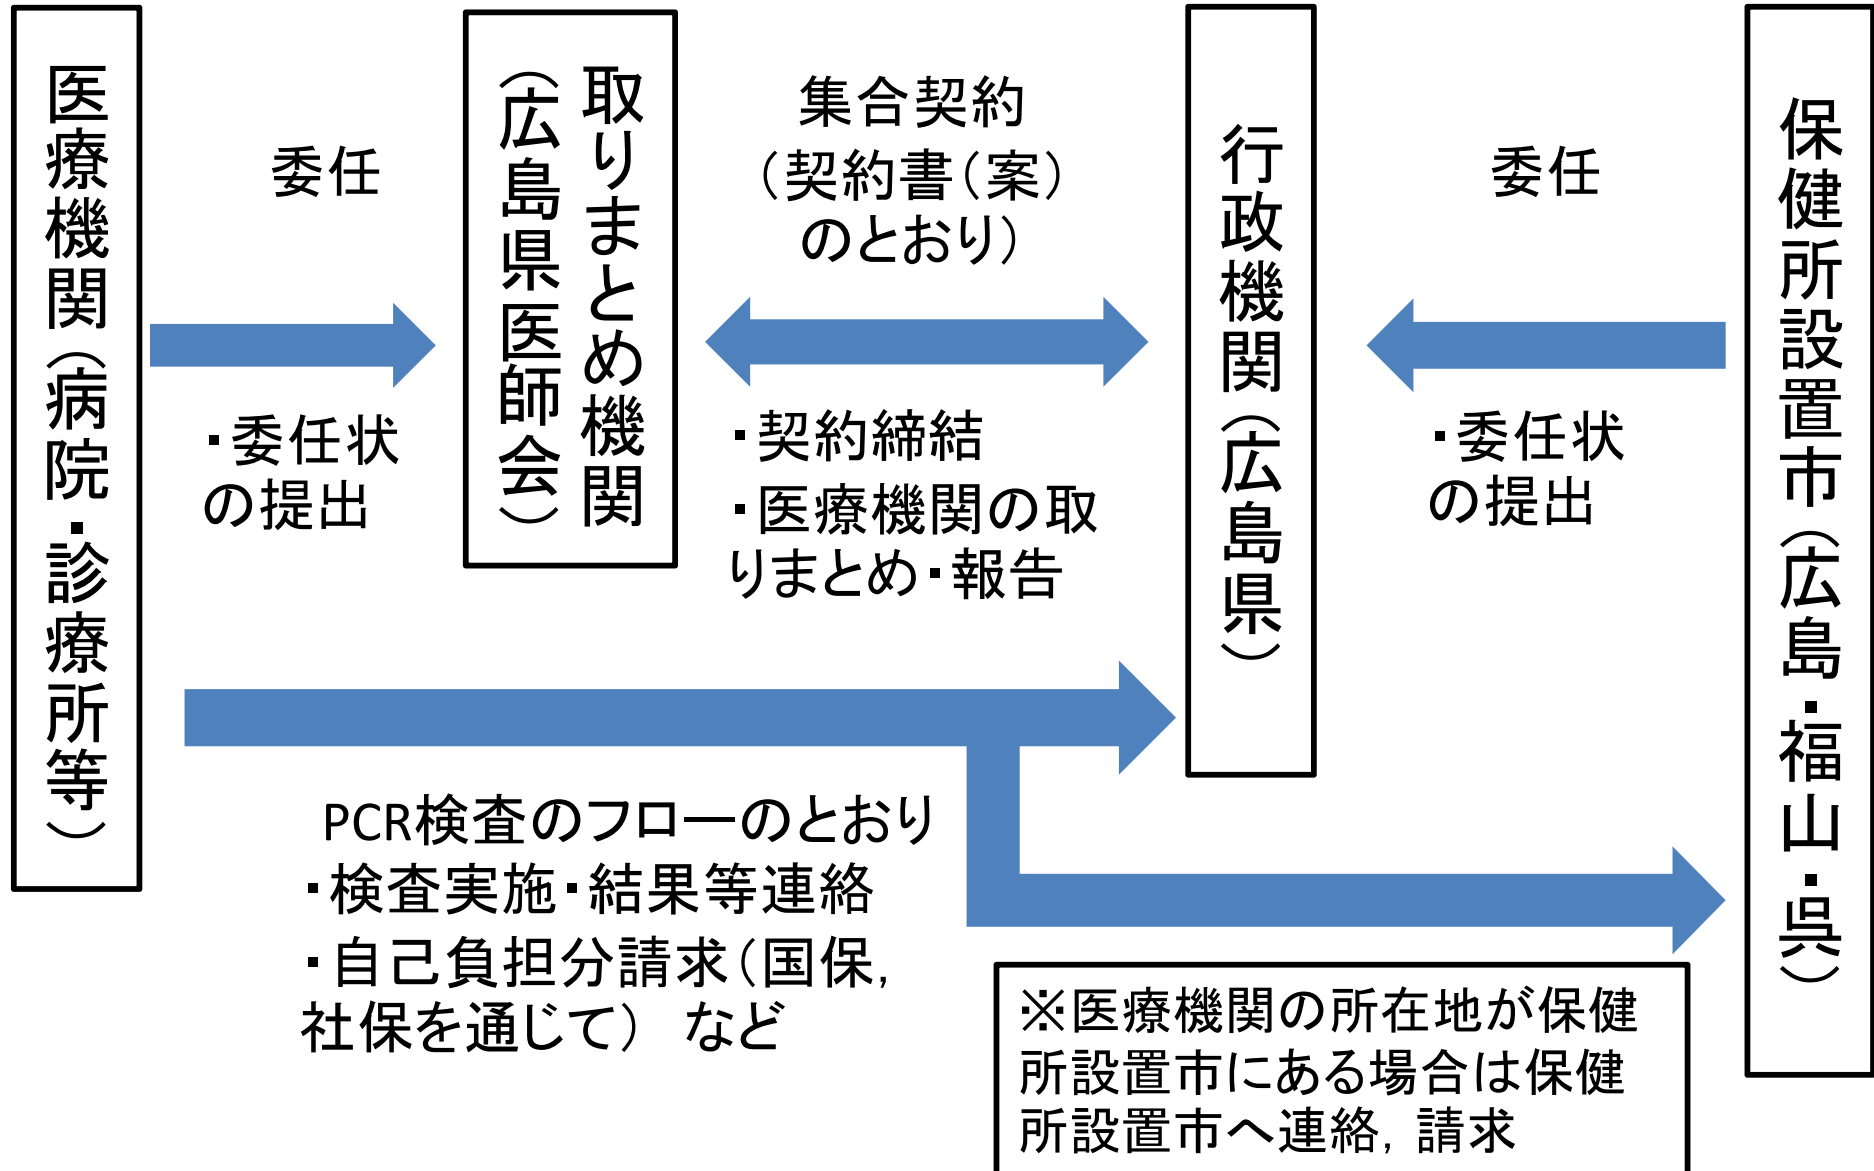 医療機関（病院・診療所等）
委任
・委任状
の提出
取りまとめ機関
（広島県医師会）
集合契約
（契約書（案）
のとおり）
・契約締結
・医療機関の取
りまとめ・報告
行政機関（広島県）
委任
・委任状
の提出
保健所設置市（広島・福山・呉）
PCR検査のフローのとおり
・検査実施・結果等連絡
・自己負担分請求（国保，
社保を通じて）　など
※医療機関の所在地が保健
所設置市にある場合は保健
所設置市へ連絡，請求